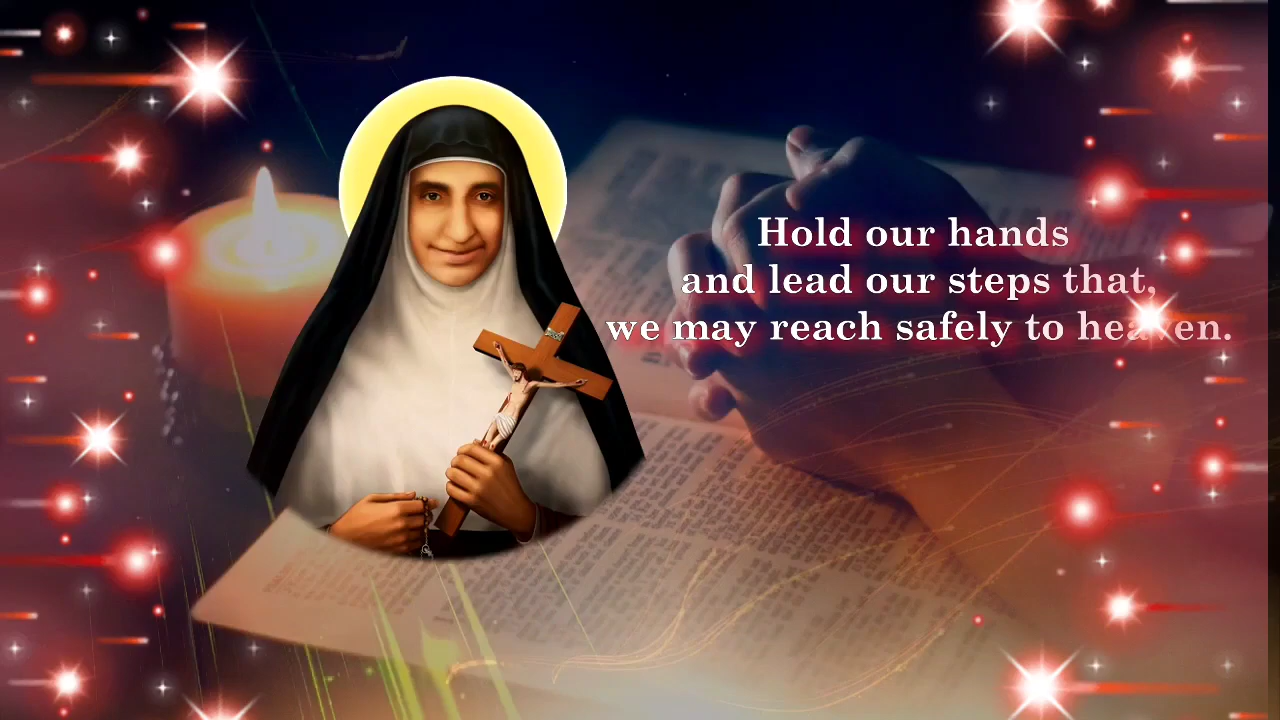 Hold our hands
and lead our steps that,
we may reach safely to heaven.